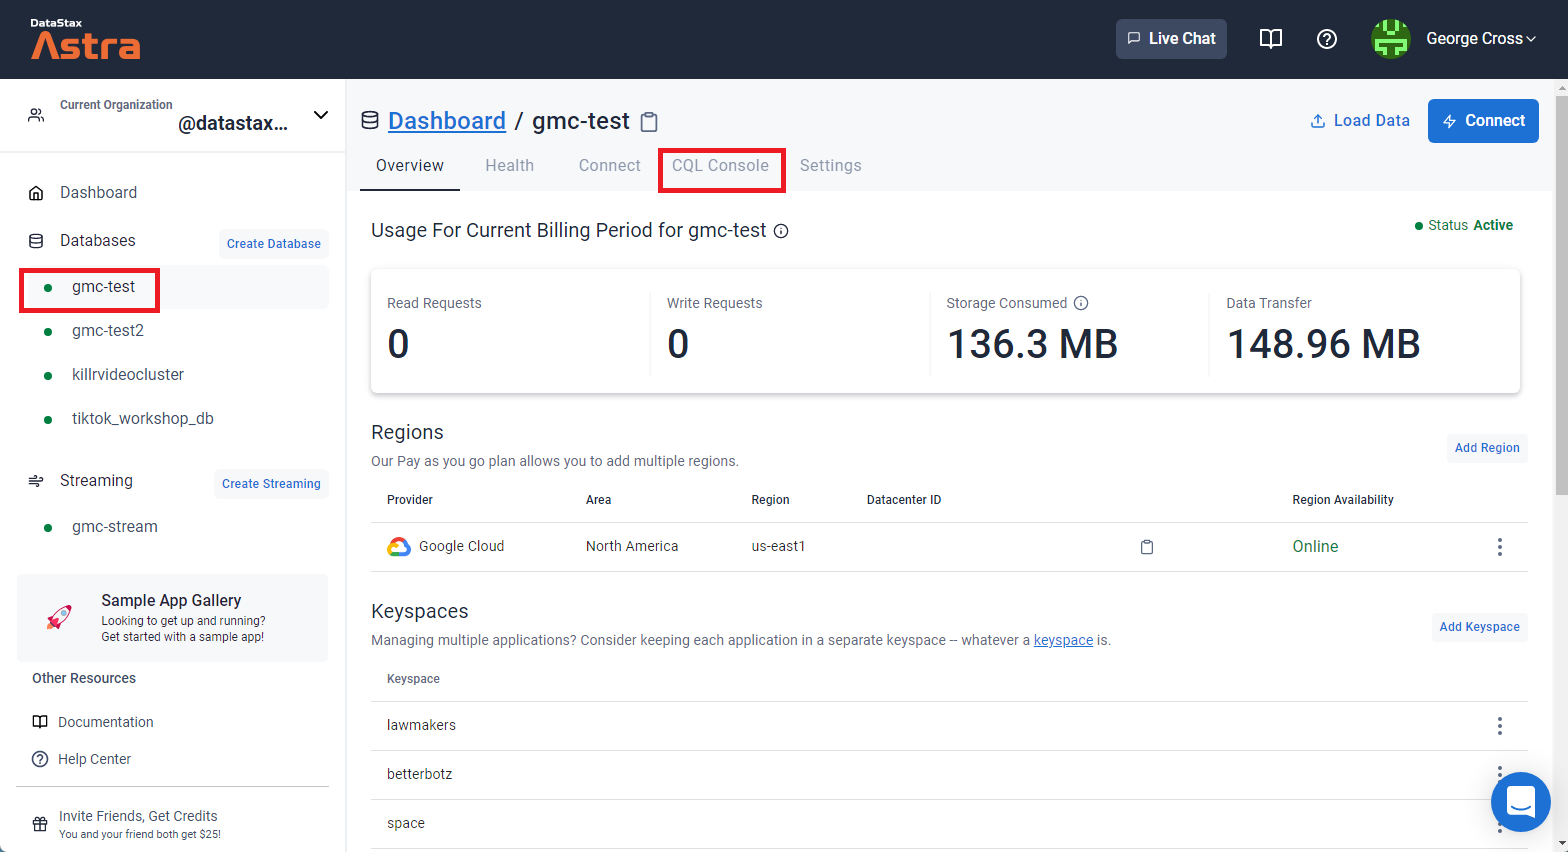 DataStax
Astra
Live Chat
George Cross
Current Organization
@datastax...
Dashboard
Databases
Create Database
gmc-test
gmc-test2
killrvideocluster
tiktok_workshop_db
Streaming
Create Streaming
gmc-stream
Sample App Gallery
Looking to get up and running?
Get started with a sample app!
Other Resources
Documentation
Help Center
Invite Friends, Get Credits
You and your friend both get $25!
Dashboard / gmc-test
Load Data
Connect
Overview Health Connect CQL Console Settings
Usage For Current Billing Period for gmc-test
Status Active
Read Requests Write Requests Storage Consumed Data Transfer
0 0 136.3 MB 148.96 MB
Regions
Our Pay as you go plan allows you to add multiple regions.
Add Region
Provider Area Region Datacenter ID Region Availability
Google Cloud North America us-east1 Online
Keyspaces
Managing multiple applications? Consider keeping each application in a separate keyspace -- whatever a keyspace is.
Add Keyspace
Keyspace
lawmakers
betterbotz
space